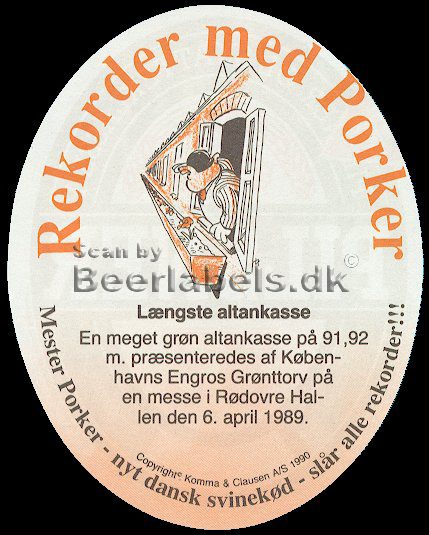 Rekorder med Porker
Scan by
Beerlabels.dk
©
Længste altankasse
En meget grøn altankasse på 91,92
m. præsenteredes af Køben-
havns Engros Grønttorv på
en messe i Rødovre Hal-
len den 6. april 1989.
Copyright© Komma & Clausen A/S 1990
Mester Porker - nyt dansk svinekød - slår alle rekorder!!!